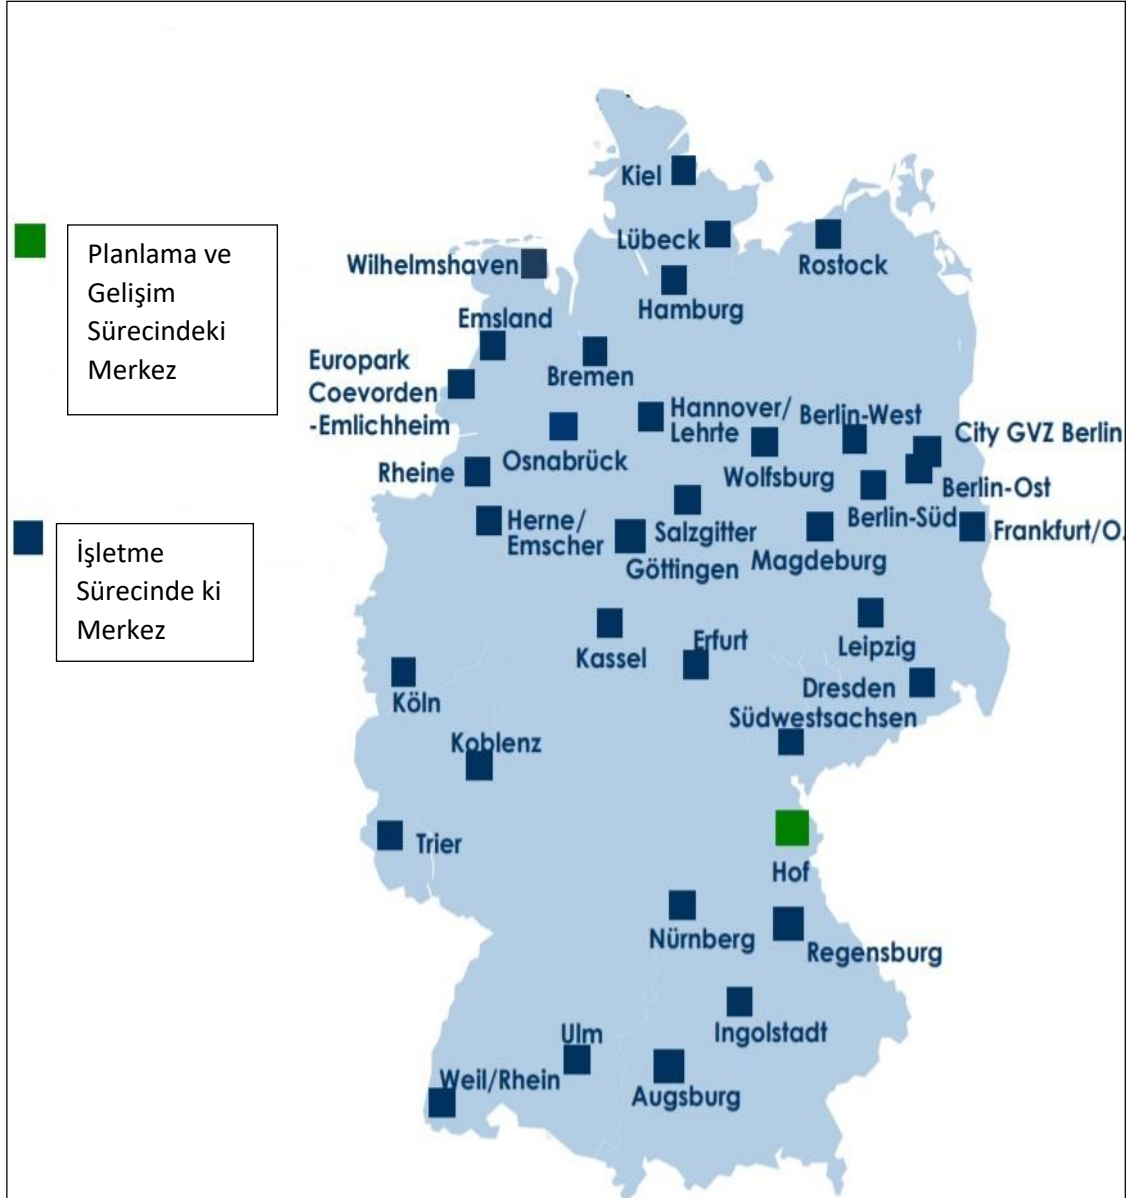 Planlama ve
Gelişim
Sürecindeki
Merkez
İşletme
Sürecinde ki
Merkez
Kiel
Lübeck
Rostock
Wilhelmshaven
Hamburg
Emsland
Bremen
Europark
Coevorden
-Emlichheim
Hannover/
Lehrte
Berlin-West
City GVZ Berlin
Osnabrück
Rheine
Wolfsburg
Berlin-Ost
Herne/
Emscher
Salzgitter
Berlin-Süd
Frankfurt/O.
Göttingen
Magdeburg
Kassel
Erfurt
Leipzig
Köln
Dresden
Südwestsachsen
Koblenz
Trier
Hof
Nürnberg
Regensburg
Ingolstadt
Ulm
Weil/Rhein
Augsburg